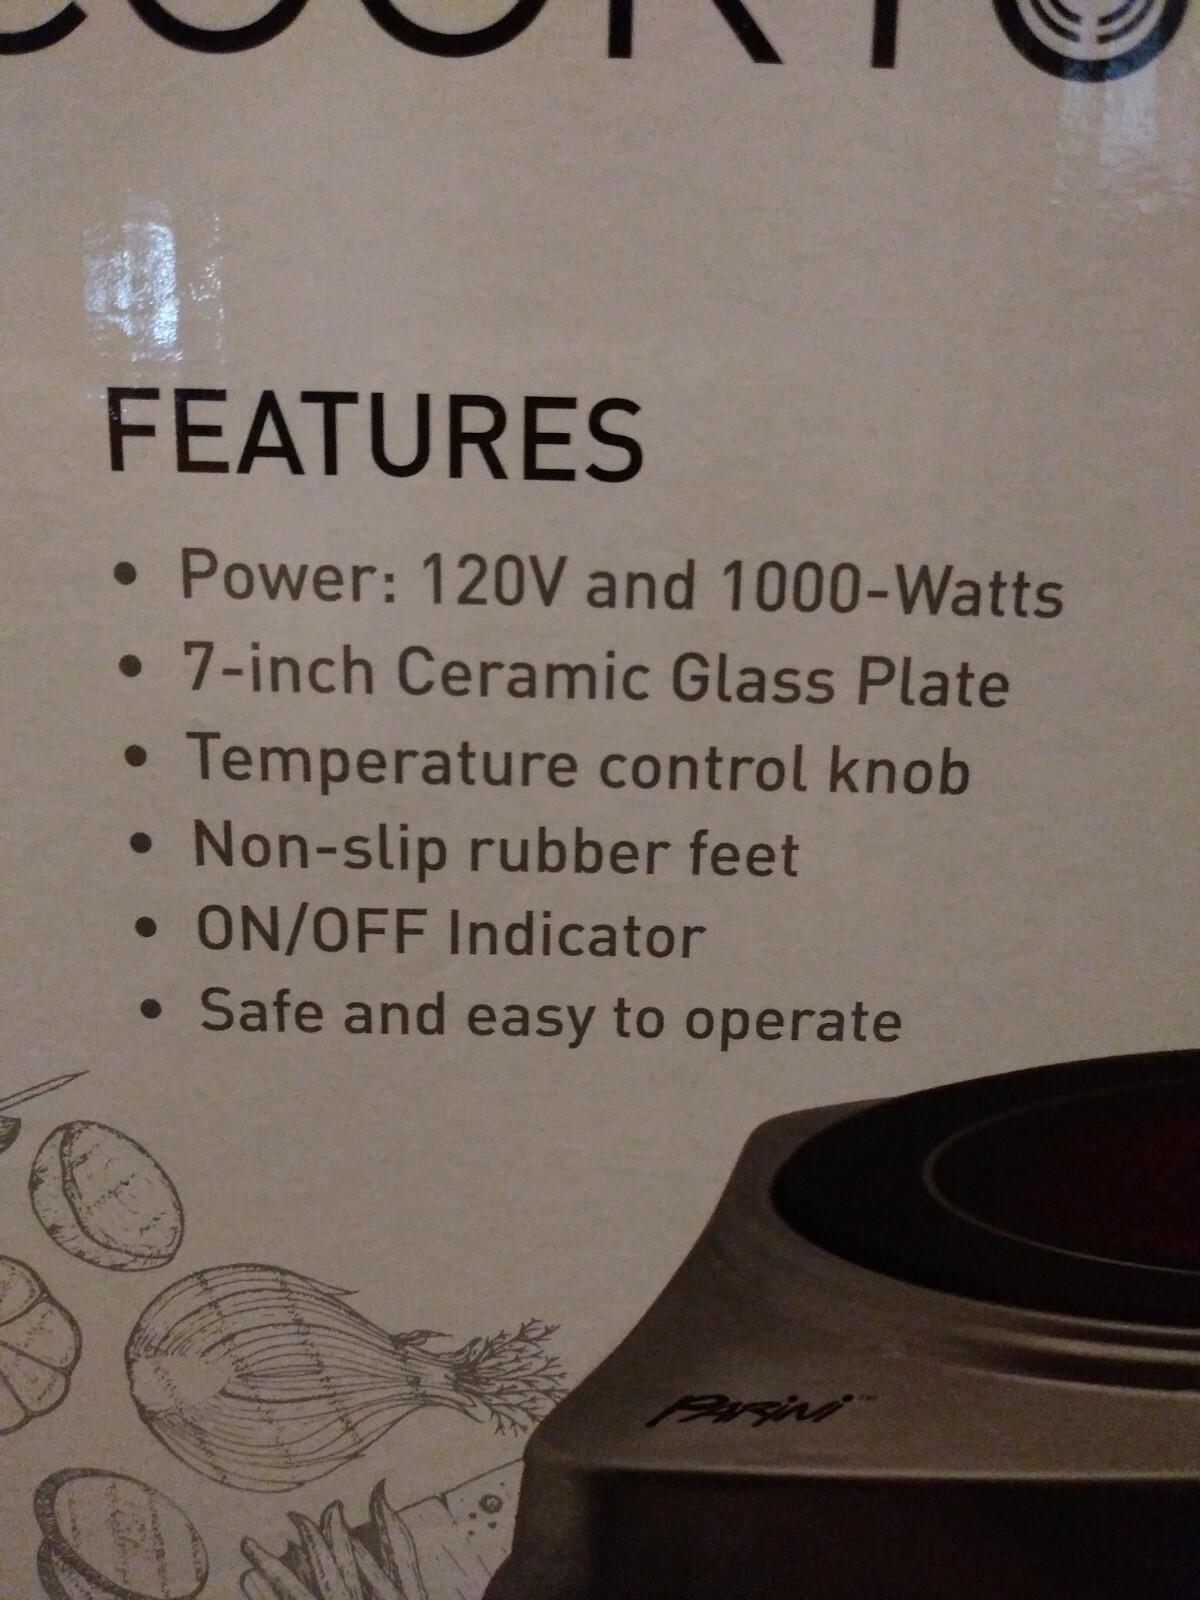 FEATURES
• Power: 120V and 1000-Watts
• 7-inch Ceramic Glass Plate
• Temperature control knob
• Non-slip rubber feet
• ON/OFF Indicator
• Safe and easy to operate
PARINI™